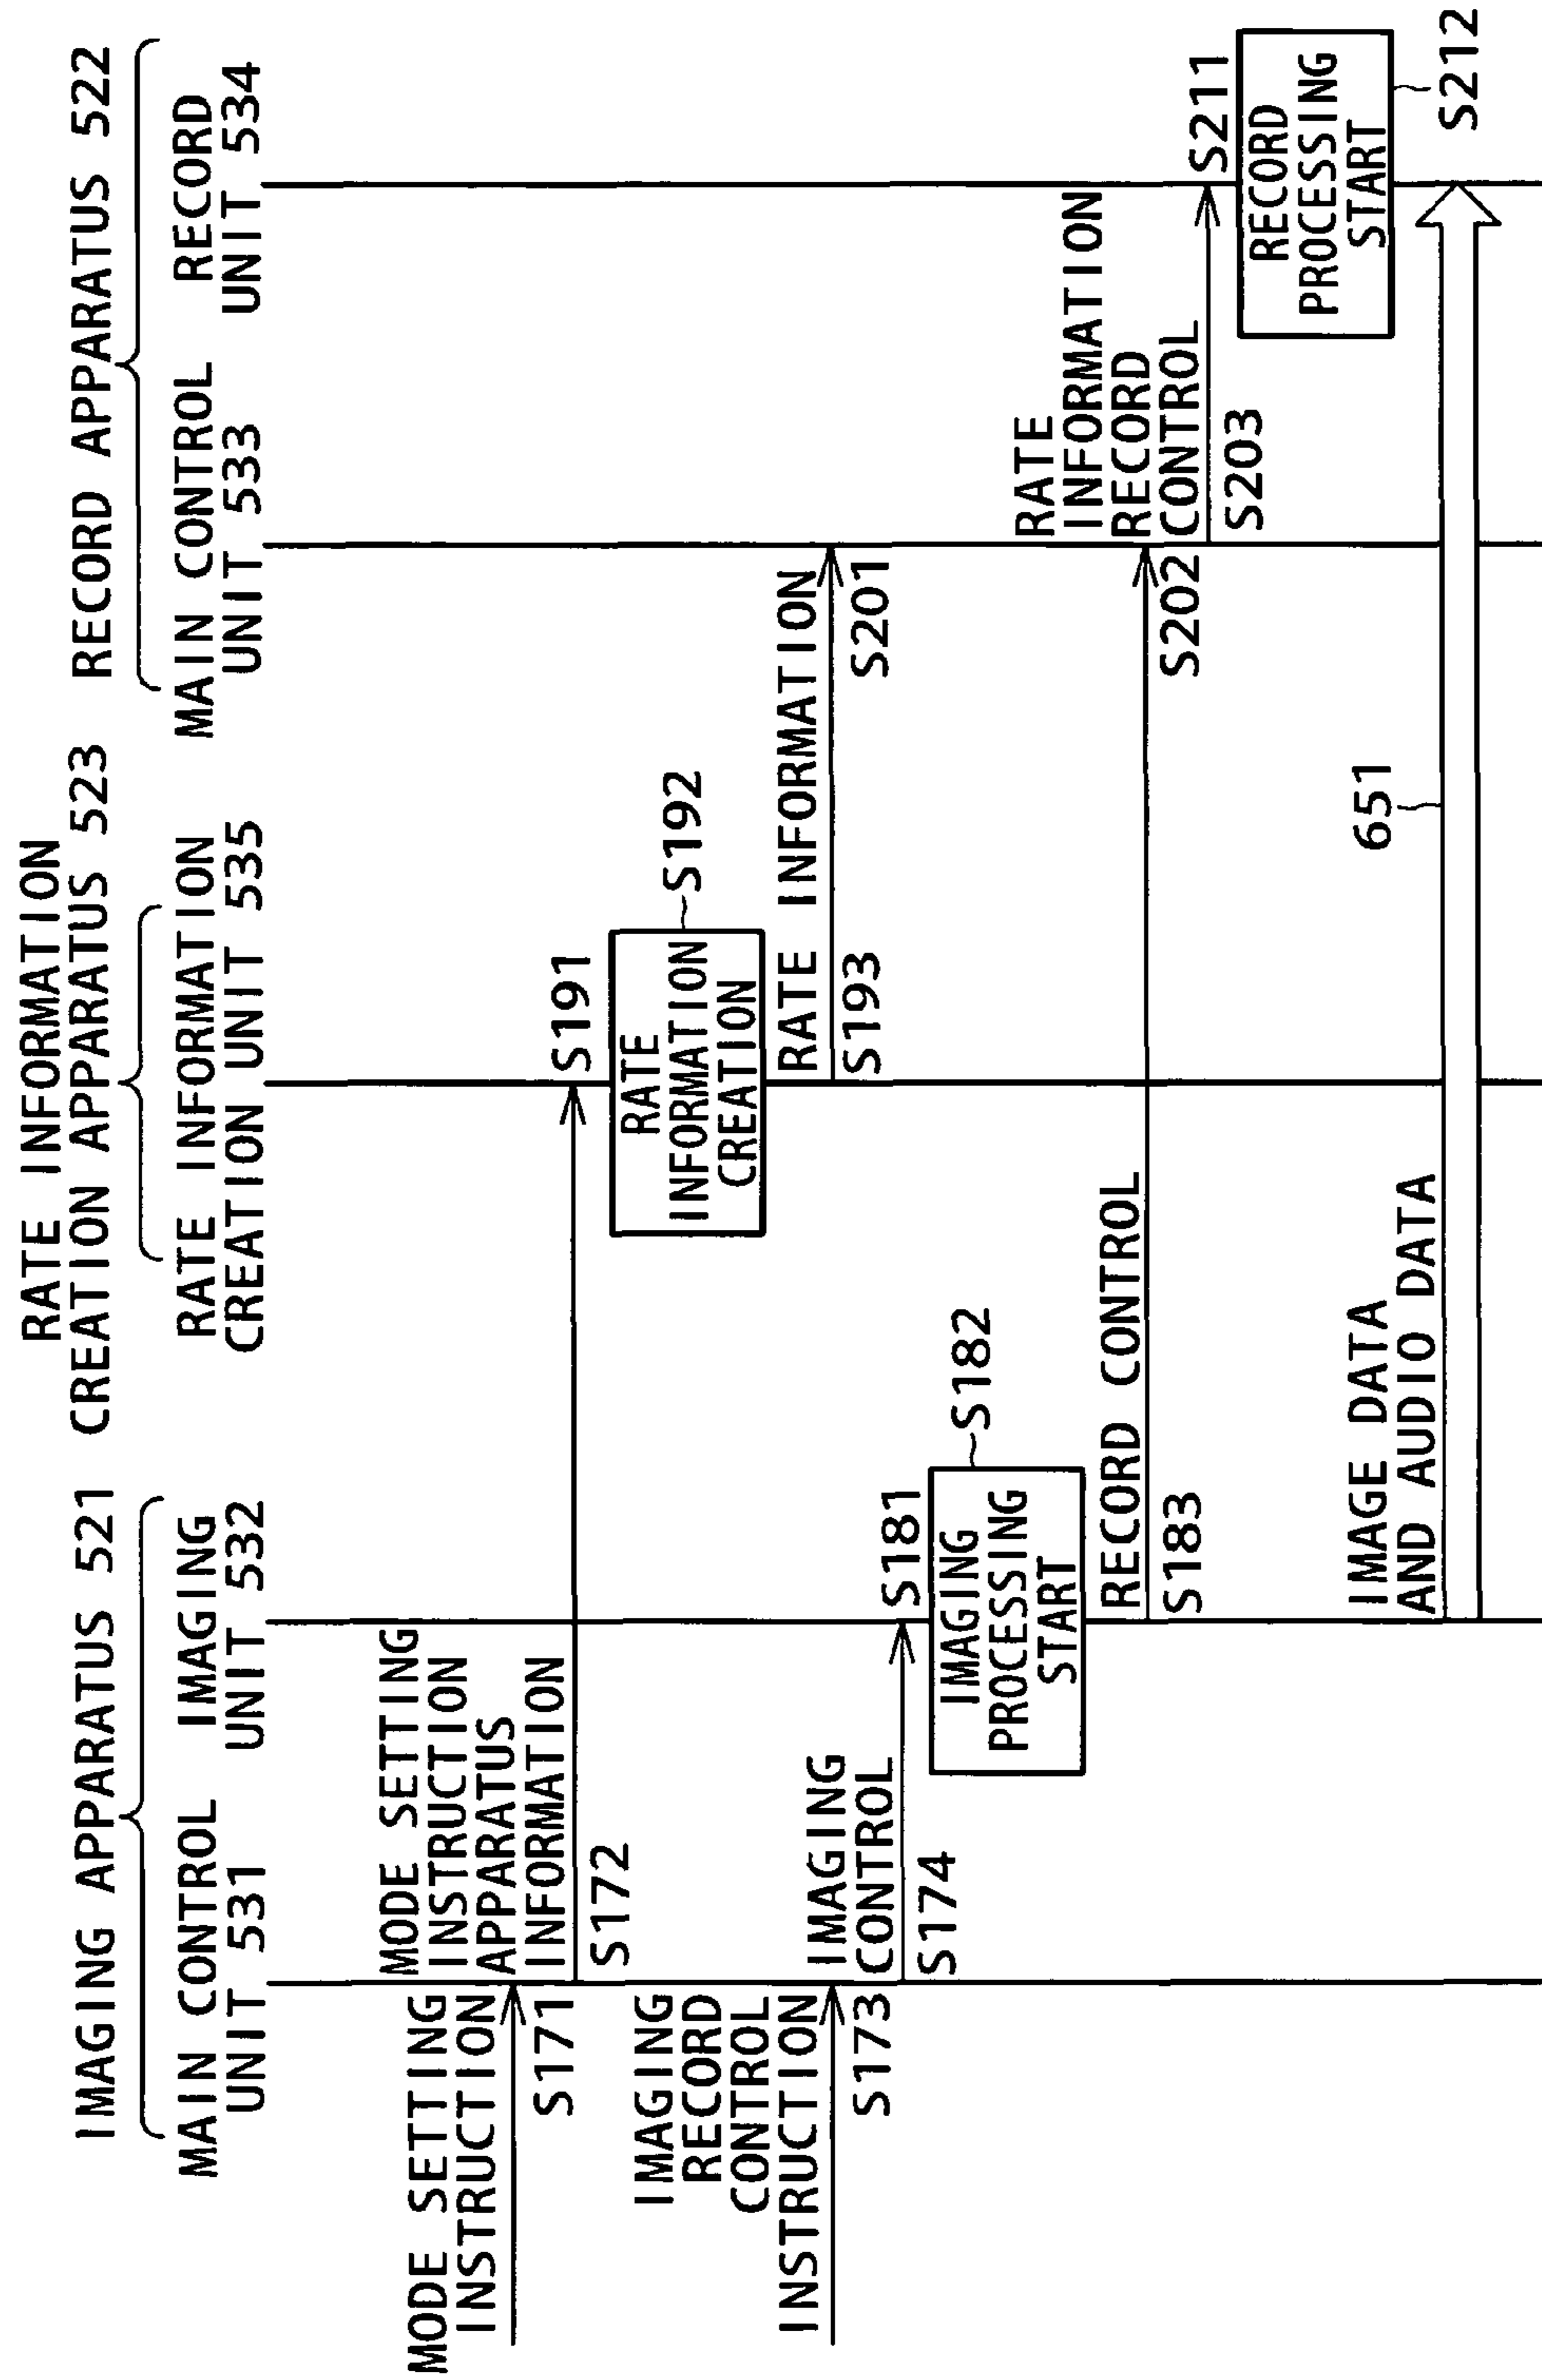 IMAGING APPARATUS 521
MAIN CONTROL
UNIT 531
IMAGING
UNIT 532
RATE INFORMATION
CREATION APPARATUS 523
RATE INFORMATION
CREATION UNIT 535
RECORD APPARATUS 522
MAIN CONTROL
UNIT 533
RECORD
UNIT 534
MODE SETTING
INSTRUCTION
S171
MODE SETTING
INSTRUCTION
APPARATUS
INFORMATION
S172
S191
RATE
INFORMATION
CREATION
S192
IMAGING
RECORD
CONTROL
INSTRUCTION
S173
RATE INFORMATION
S193
S201
IMAGING
CONTROL
S174
S181
IMAGING
PROCESSING
START
S182
RECORD CONTROL
S183
S202
RATE
INFORMATION
RECORD
CONTROL
S203
S211
RECORD
PROCESSING
START
IMAGE DATA
AND AUDIO DATA
651
S212